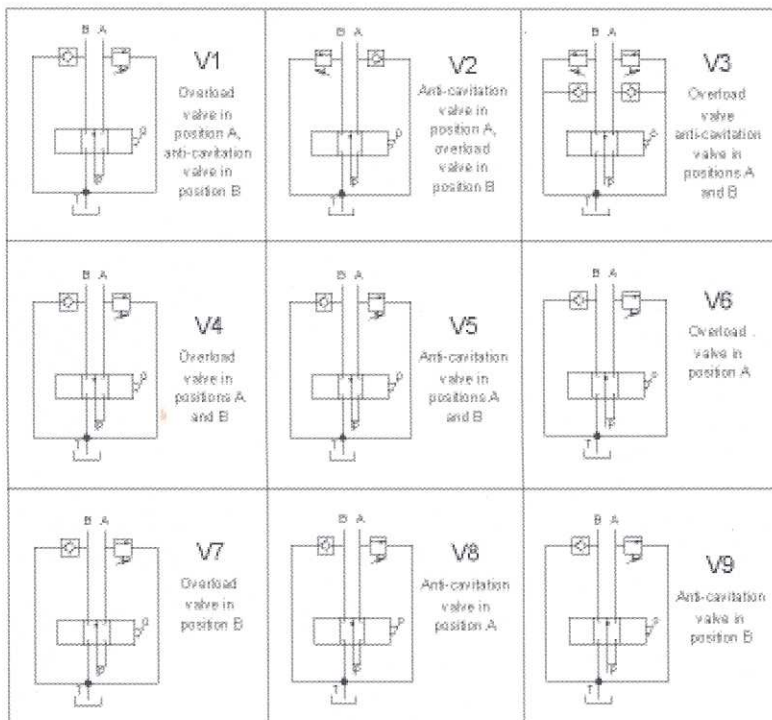 B A
V1
Overload
valve in
position A,
anti-cavitation
valve in
position B
T
B A
V2
Anti-cavitation
valve in
position A,
overload
valve in
position B
T
B A
V3
Overload
valve
anti-cavitation
valve in
positions A
and B
T
B A
V4
Overload
valve in
positions A
and B
T
B A
V5
Anti-cavitation
valve in
positions A
and B
T
B A
V6
Overload
valve in
position A
T
B A
V7
Overload
valve in
position B
T
B A
V8
Anti-cavitation
valve in
position A
T
B A
V9
Anti-cavitation
valve in
position B
T